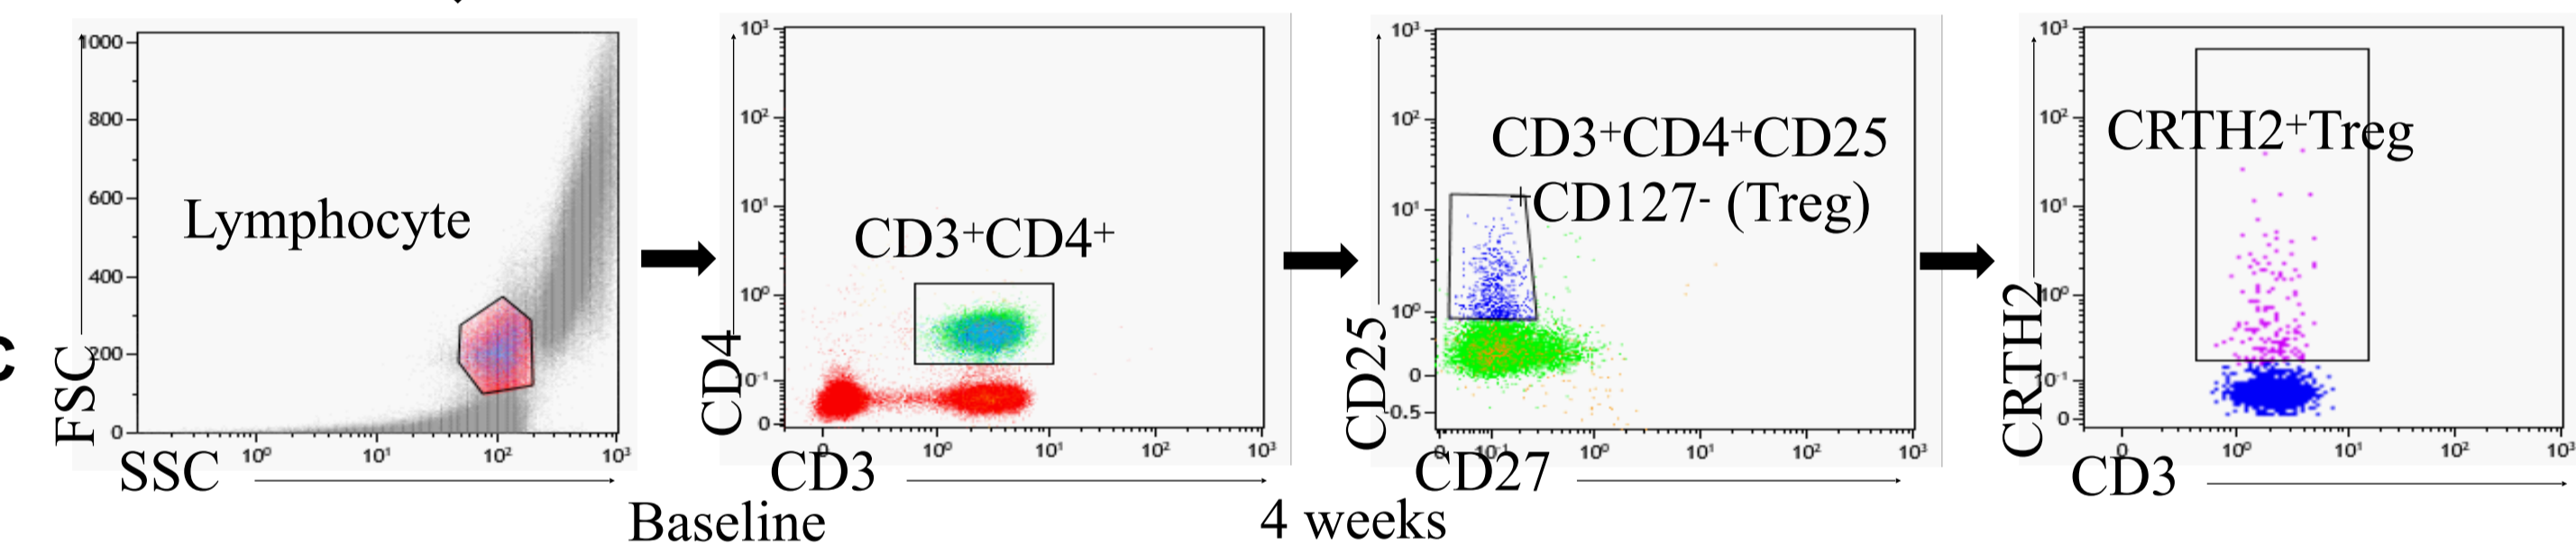 1000
800
600
400
200
0
Lymphocyte
FSC
10⁰ 10¹ 10² 10³
SSC
10³
10²
10¹
10⁰
10⁻¹
0
CD3⁺CD4⁺
CD4
0 10⁰ 10¹ 10² 10³
CD3
10³
10²
10¹
10⁰
0
-0.5
CD3⁺CD4⁺CD25
⁺CD127⁻ (Treg)
CD25
0 10⁻¹ 10⁰ 10¹ 10² 10³
CD27
10³
10²
10¹
10⁰
10⁻¹
0
CRTH2⁺Treg
CRTH2
0 10⁰ 10¹ 10² 10³
CD3
Baseline
4 weeks